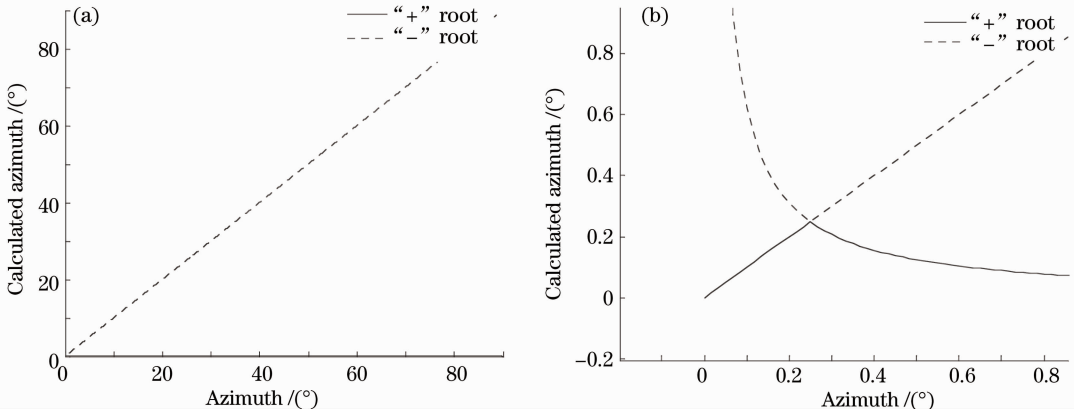 (a)
“+” root
“−” root
80
60
40
20
0
Calculated azimuth /(°)
0 20 40 60 80
Azimuth /(°)
(b)
“+” root
“−” root
0.8
0.6
0.4
0.2
0
−0.2
Calculated azimuth /(°)
0 0.2 0.4 0.6 0.8
Azimuth /(°)